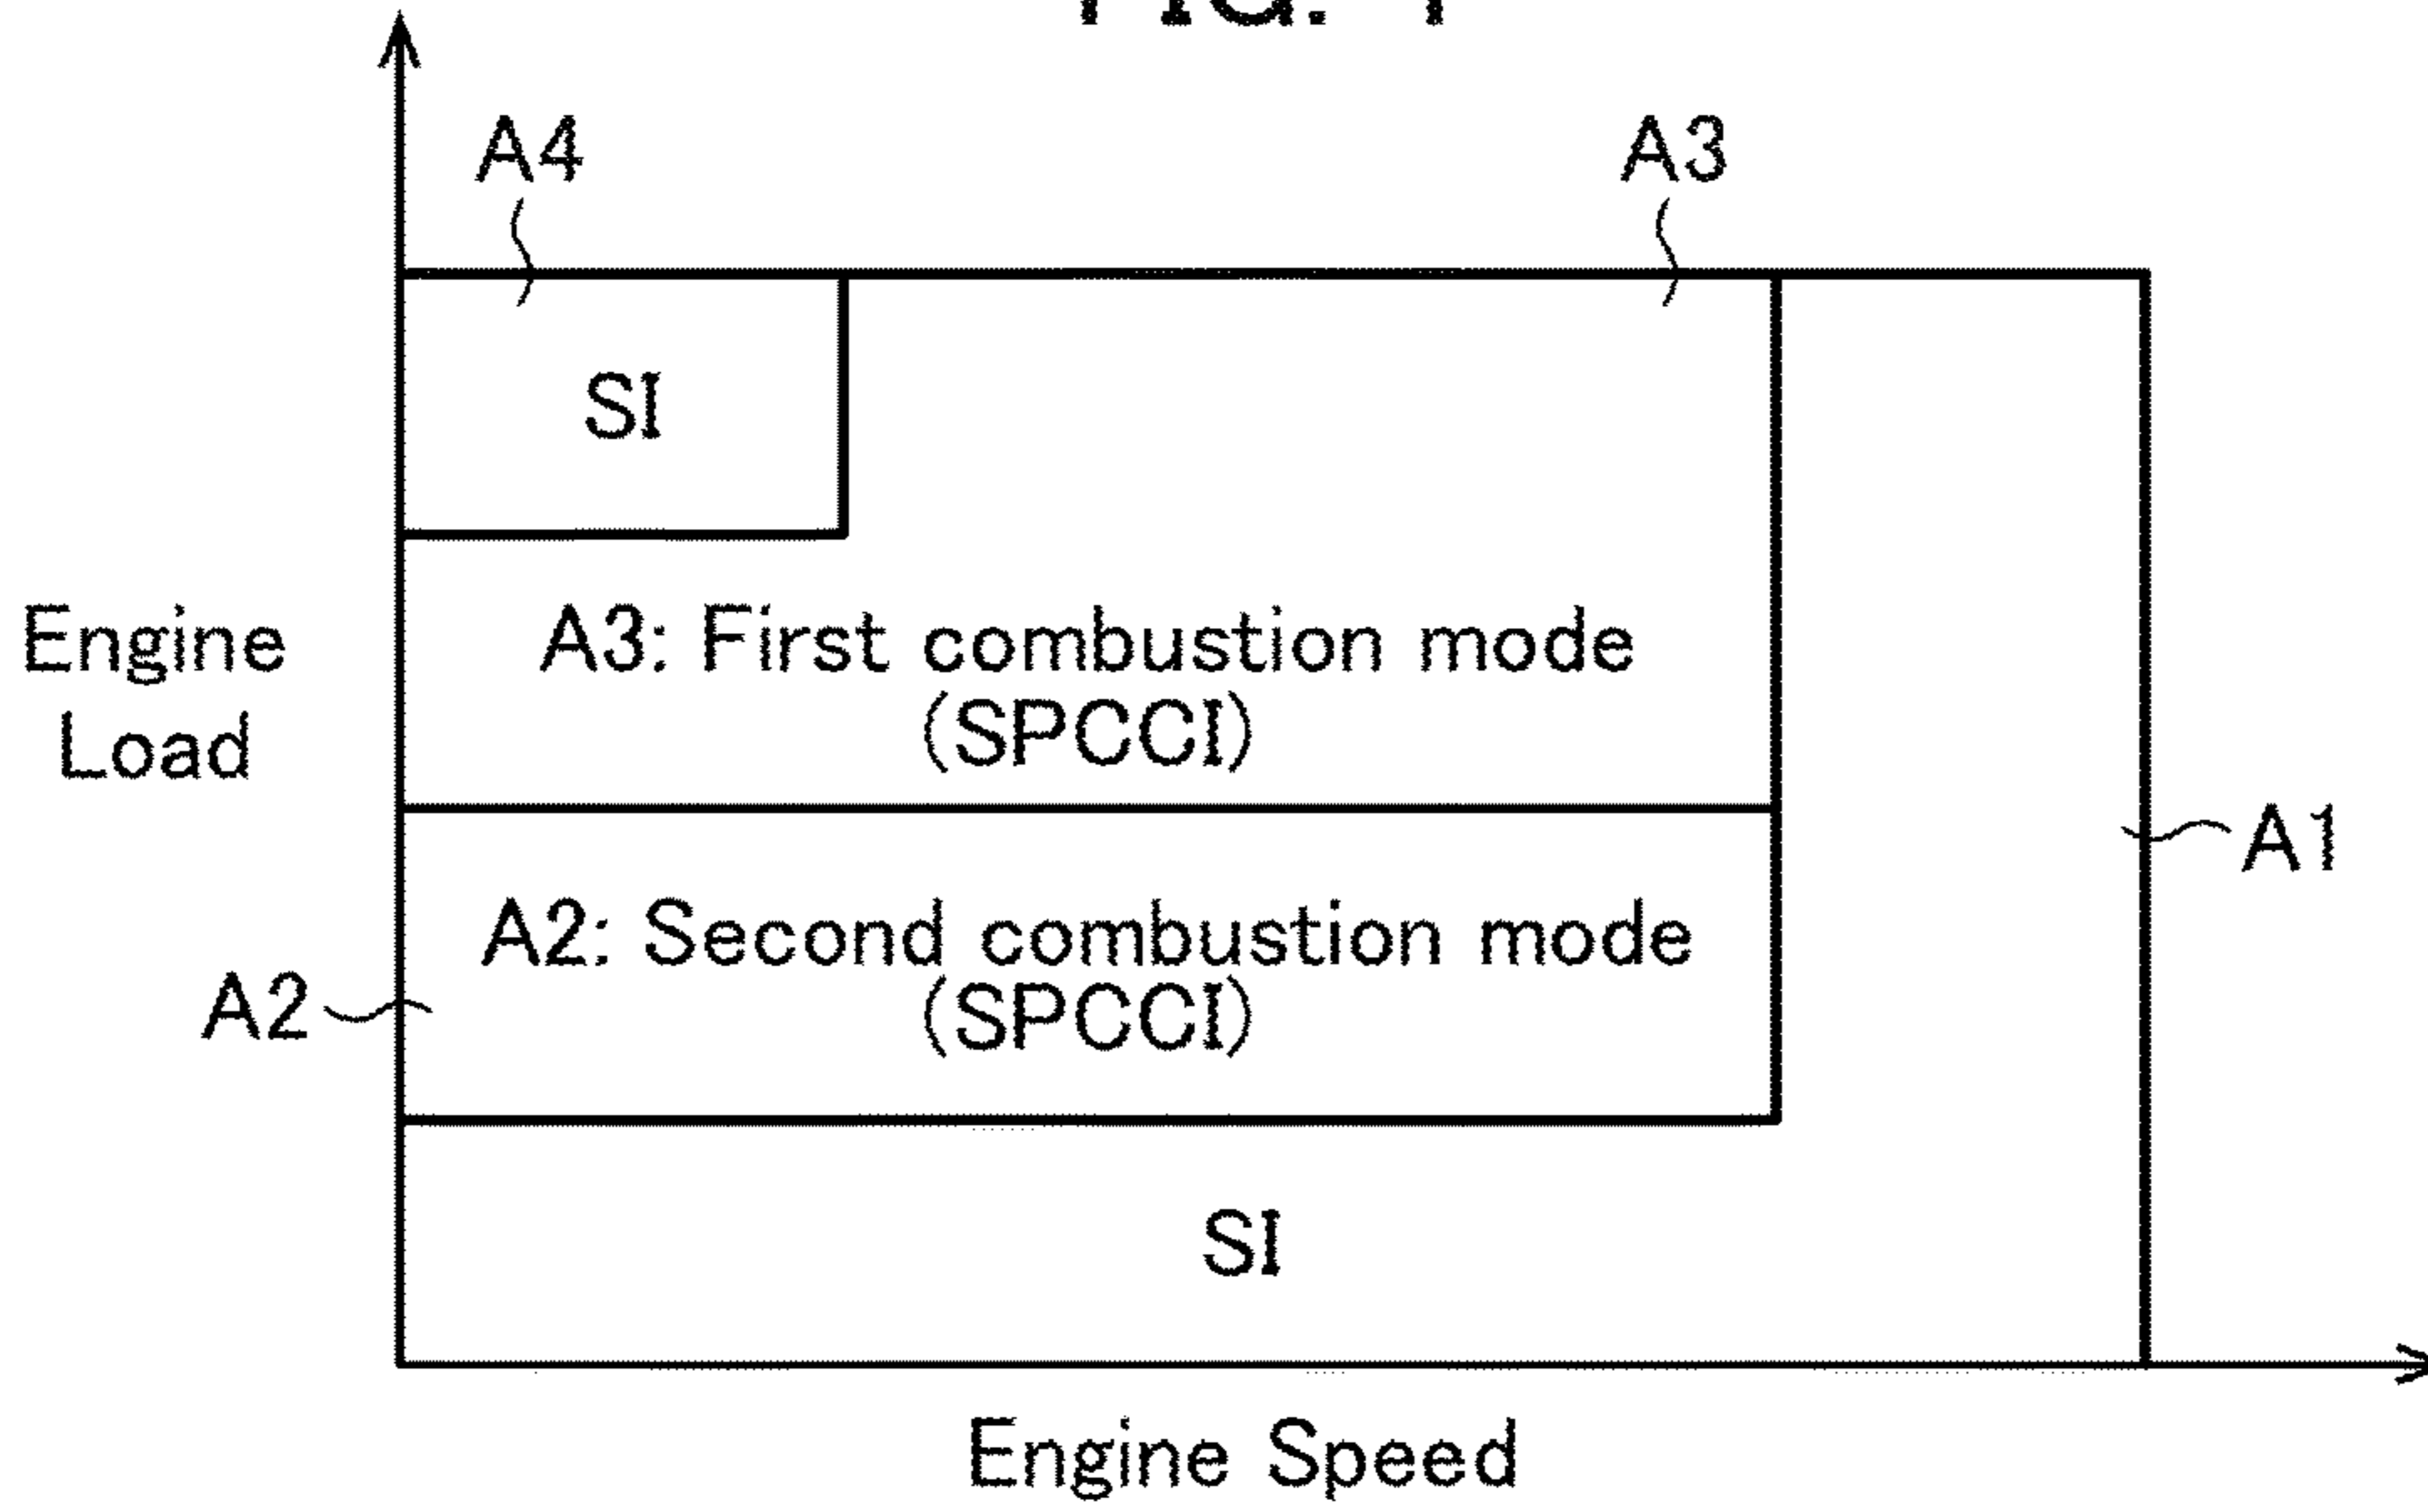 A4
A3
SI
Engine
Load
A3: First combustion mode
(SPCCI)
A1
A2: Second combustion mode
(SPCCI)
A2
SI
Engine Speed